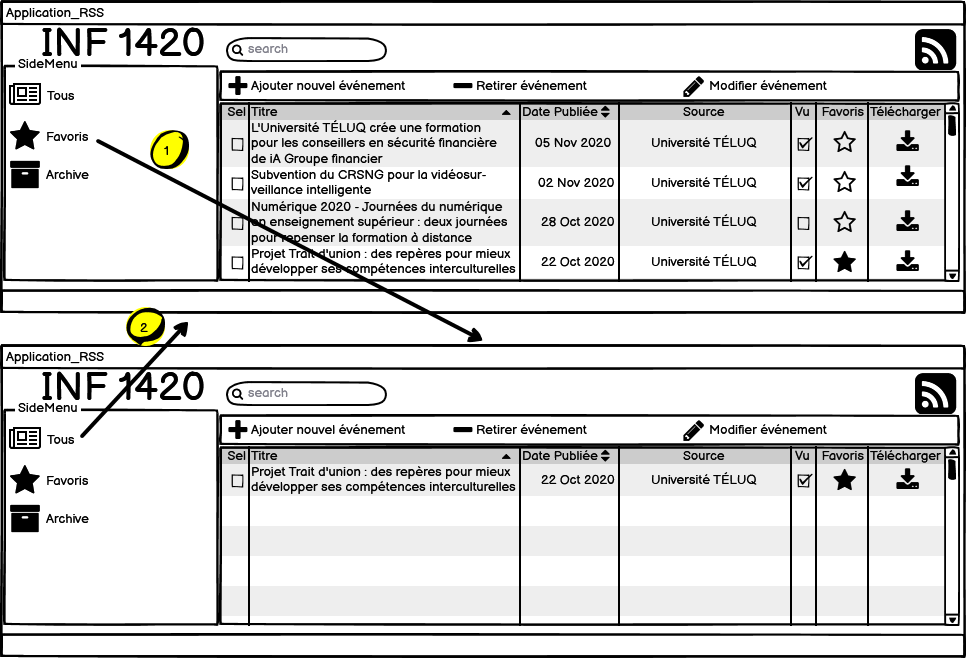 Application_RSS
INF 1420
search
SideMenu
Tous
Favoris
Archive
1
Ajouter nouvel événement
Retirer événement
Modifier événement
Sel Titre Date Publiée Source Vu Favoris Télécharger
L'Université TÉLUQ crée une formation
pour les conseillers en sécurité financière
de iA Groupe financier
05 Nov 2020 Université TÉLUQ
Subvention du CRSNG pour la vidéosur-
veillance intelligente
02 Nov 2020 Université TÉLUQ
Numérique 2020 - Journées du numérique
en enseignement supérieur : deux journées
pour repenser la formation à distance
28 Oct 2020 Université TÉLUQ
Projet Trait d'union : des repères pour mieux
développer ses compétences interculturelles
22 Oct 2020 Université TÉLUQ
2
Application_RSS
INF 1420
search
SideMenu
Tous
Favoris
Archive
Ajouter nouvel événement
Retirer événement
Modifier événement
Sel Titre Date Publiée Source Vu Favoris Télécharger
Projet Trait d'union : des repères pour mieux
développer ses compétences interculturelles
22 Oct 2020 Université TÉLUQ